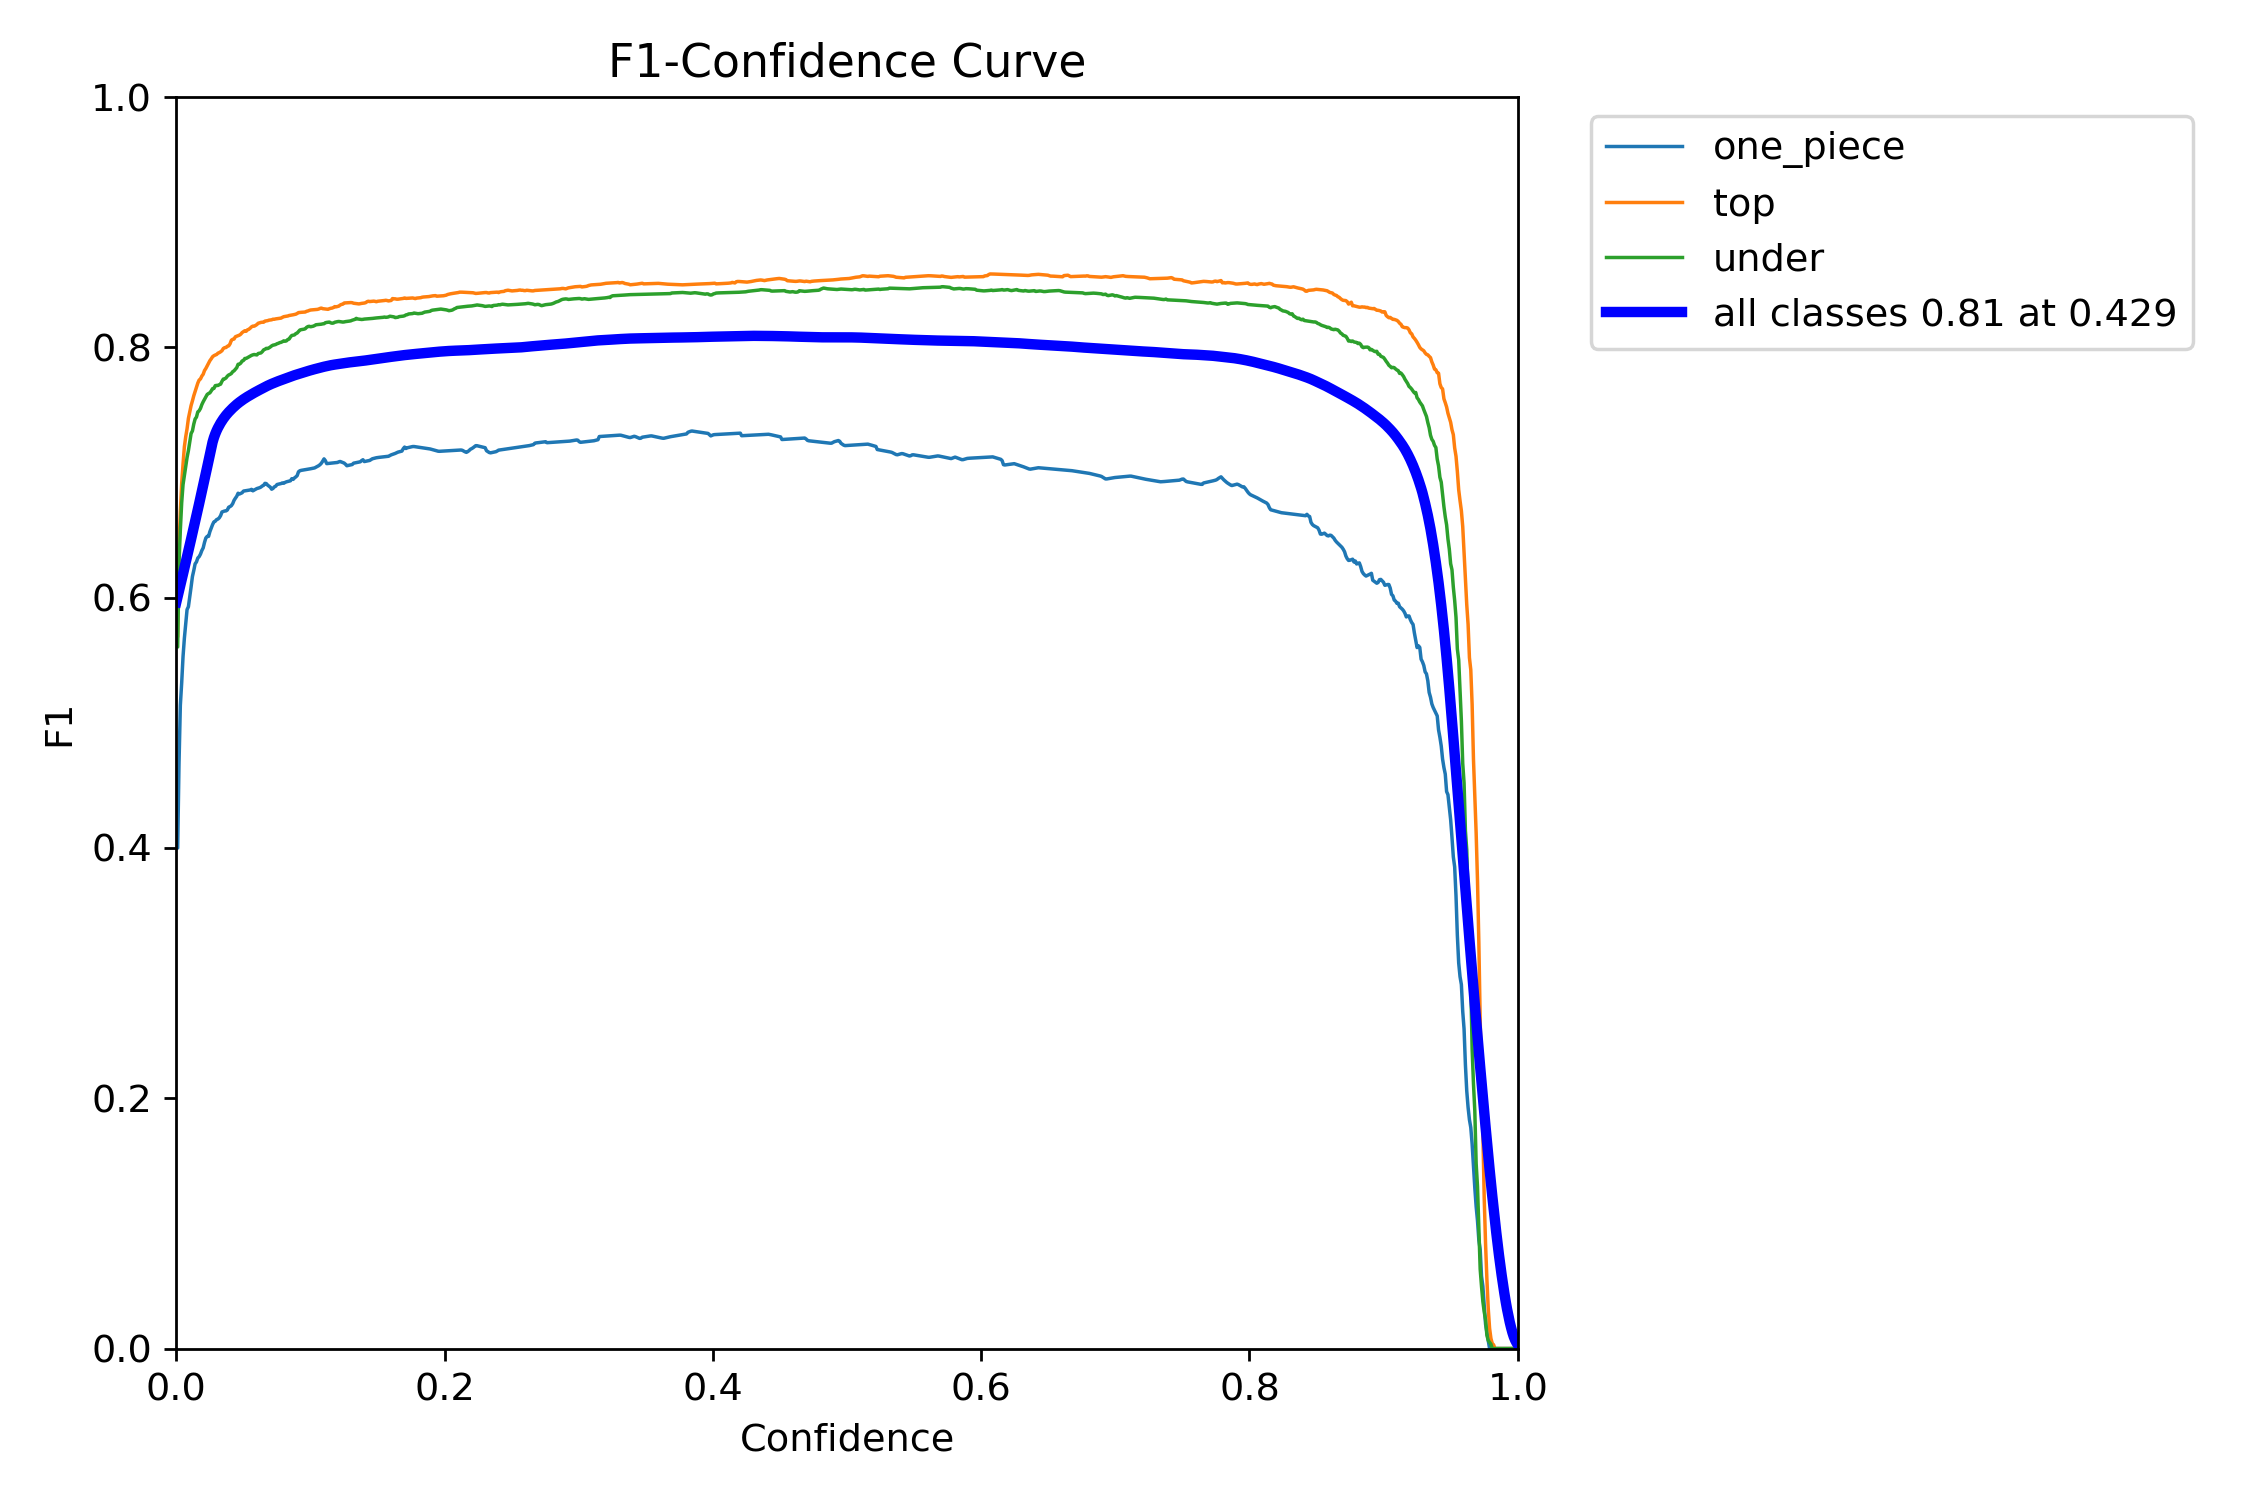 F1-Confidence Curve
1.0
0.8
0.6
0.4
0.2
0.0
F1
0.0 0.2 0.4 0.6 0.8 1.0
Confidence
one_piece
top
under
all classes 0.81 at 0.429